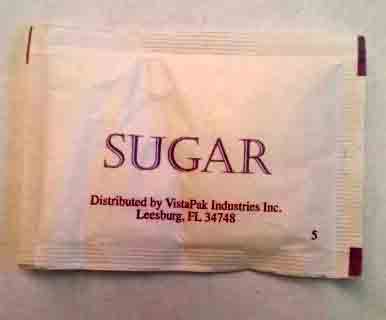 SUGAR
Distributed by VistaPak Industries Inc.
Leesburg, FL 34748
5